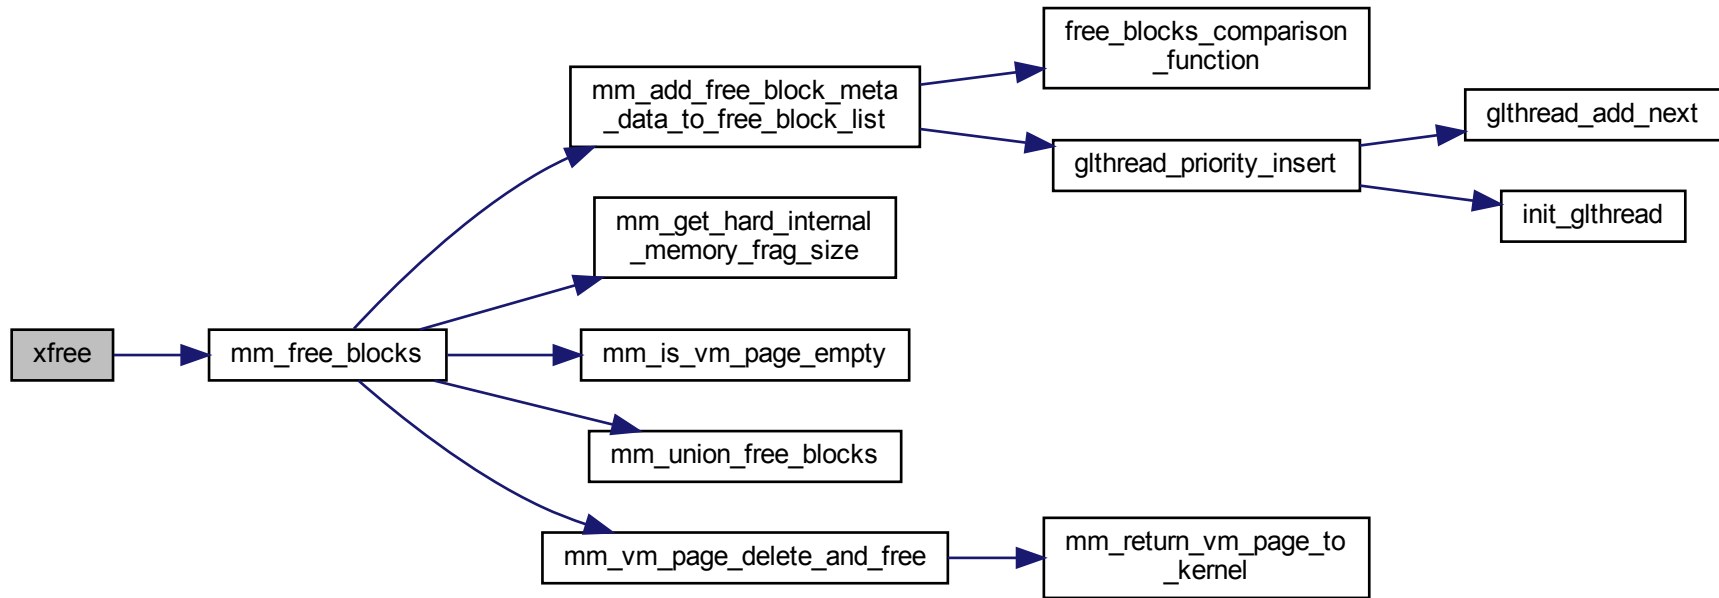 free_blocks_comparison
_function
mm_add_free_block_meta
_data_to_free_block_list
glthread_add_next
glthread_priority_insert
init_glthread
mm_get_hard_internal
_memory_frag_size
xfree
mm_free_blocks
mm_is_vm_page_empty
mm_union_free_blocks
mm_vm_page_delete_and_free
mm_return_vm_page_to
_kernel